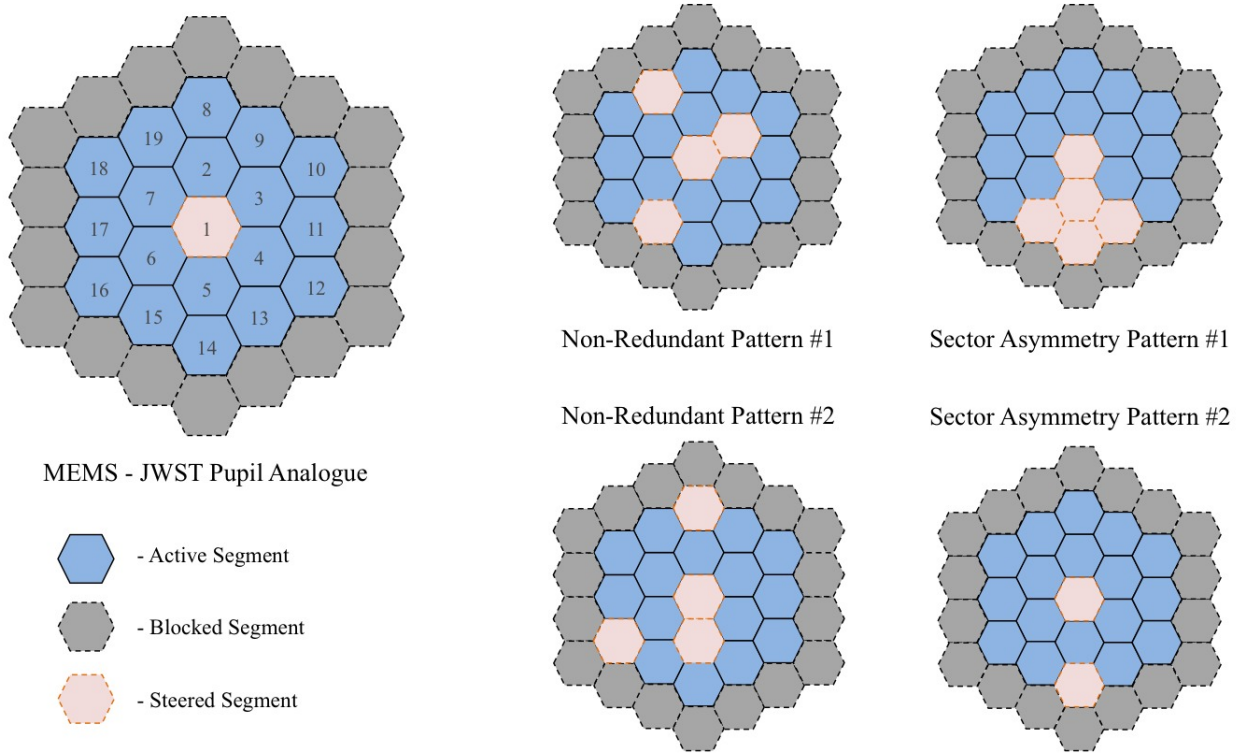 8
19
9
18
2
10
7
3
17
1
11
6
4
16
5
12
15
13
14
MEMS - JWST Pupil Analogue
- Active Segment
- Blocked Segment
- Steered Segment
Non-Redundant Pattern #1
Sector Asymmetry Pattern #1
Non-Redundant Pattern #2
Sector Asymmetry Pattern #2